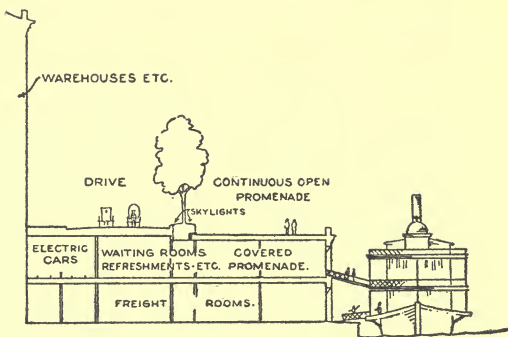 WAREHOUSES ETC.
DRIVE
CONTINUOUS OPEN
PROMENADE
SKYLIGHTS
ELECTRIC
CARS
WAITING ROOMS
REFRESHMENTS·ETC.
COVERED
PROMENADE.
FREIGHT ROOMS.